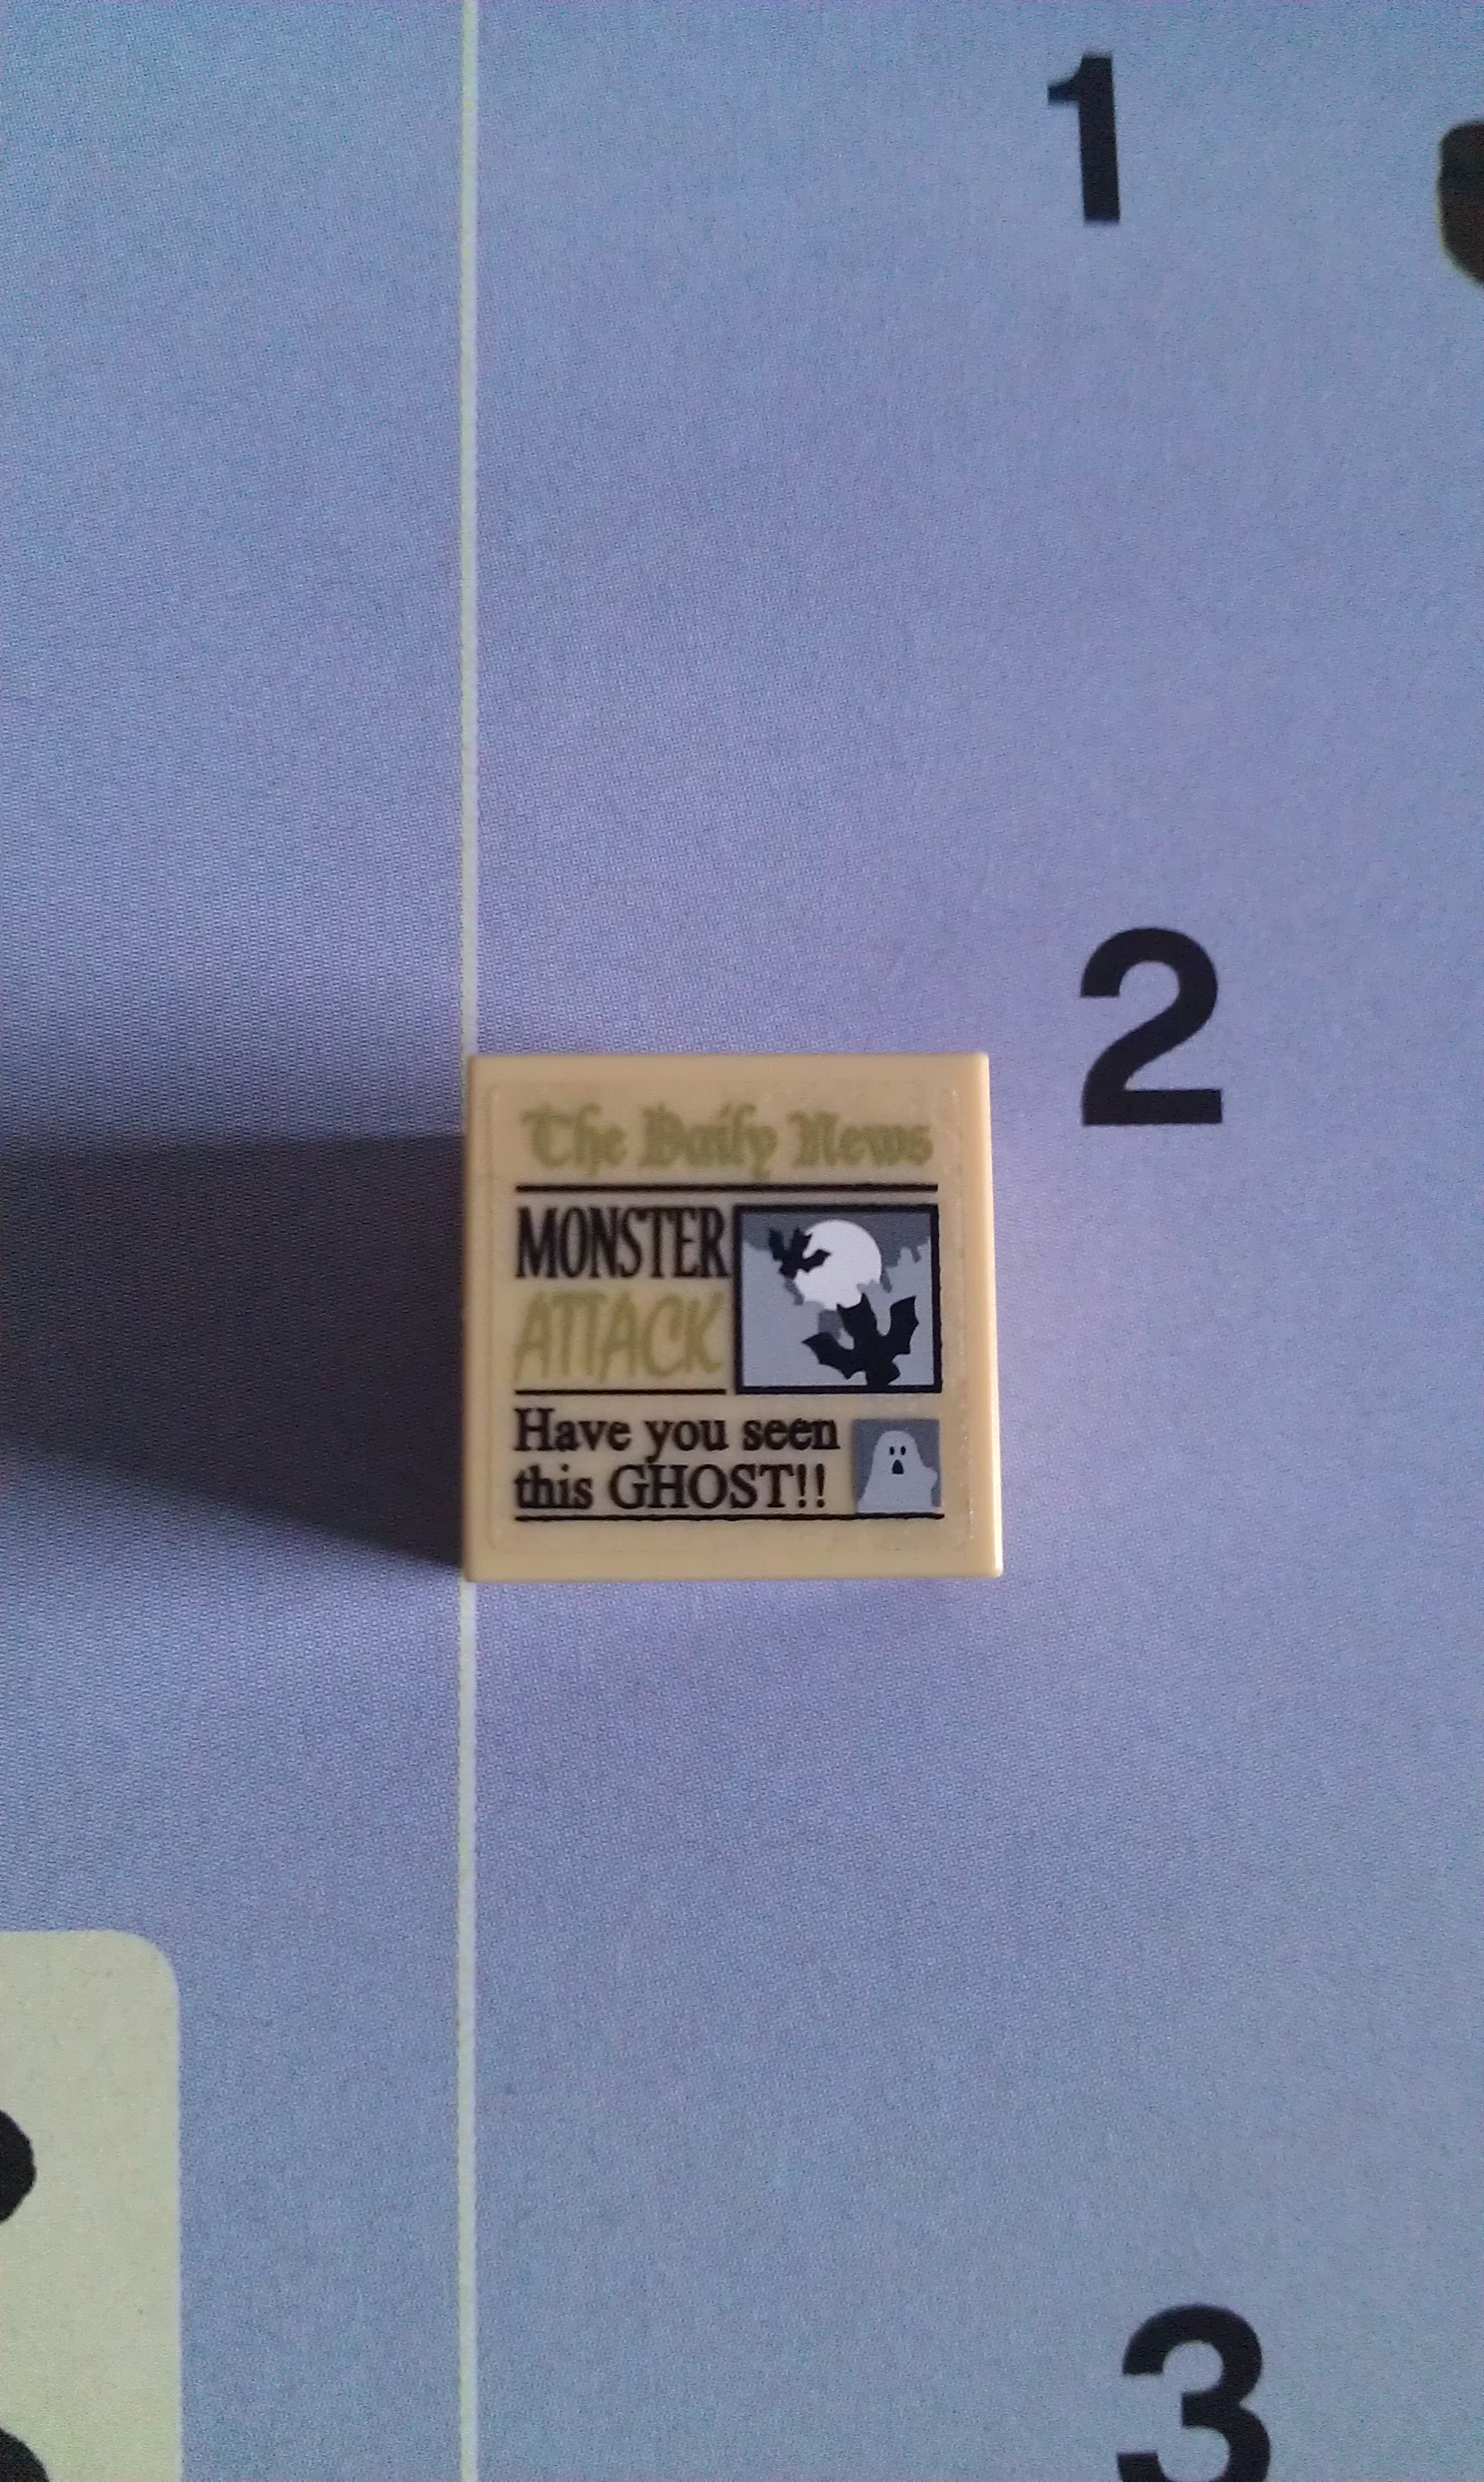 1
2
The Daily News
MONSTER
ATTACK
Have you seen
this GHOST!!
3